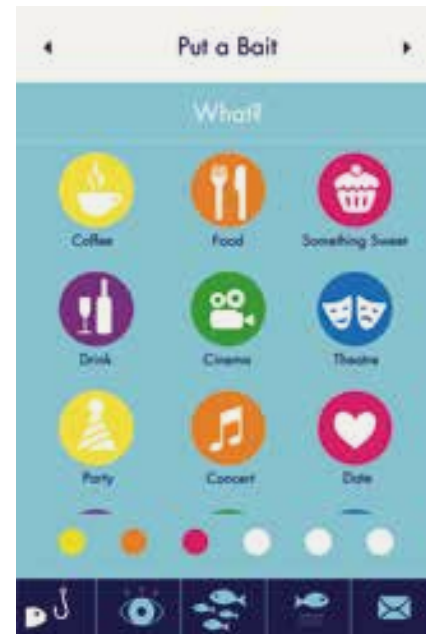 Put a Bait
What?
Coffee Food Something Sweet
Drink Cinema Theatre
Party Concert Date